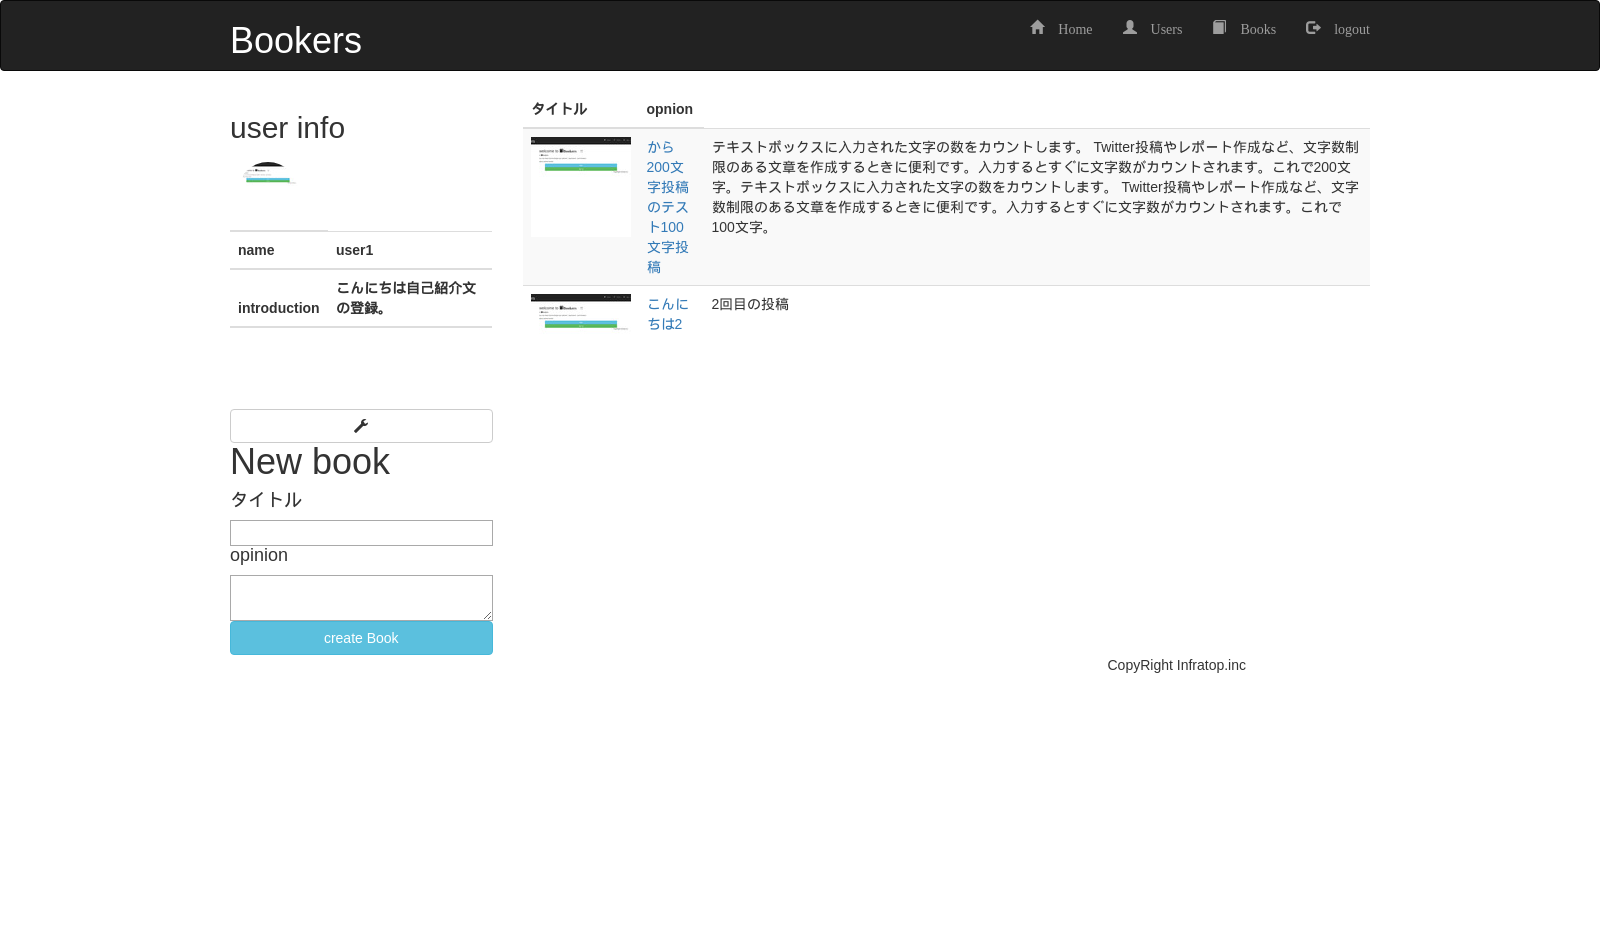 Bookers
Home Users Books logout
user info
name user1
introduction こんにちは自己紹介文
の登録。
New book
タイトル
opinion
create Book
タイトル opnion
から
200文
字投稿
のテス
ト100
文字投
稿
テキストボックスに入力された文字の数をカウントします。 Twitter投稿やレポート作成など、文字数制
限のある文章を作成するときに便利です。入力するとすぐに文字数がカウントされます。これで200文
字。テキストボックスに入力された文字の数をカウントします。 Twitter投稿やレポート作成など、文字
数制限のある文章を作成するときに便利です。入力するとすぐに文字数がカウントされます。これで
100文字。
こんに
ちは2
2回目の投稿
CopyRight Infratop.inc